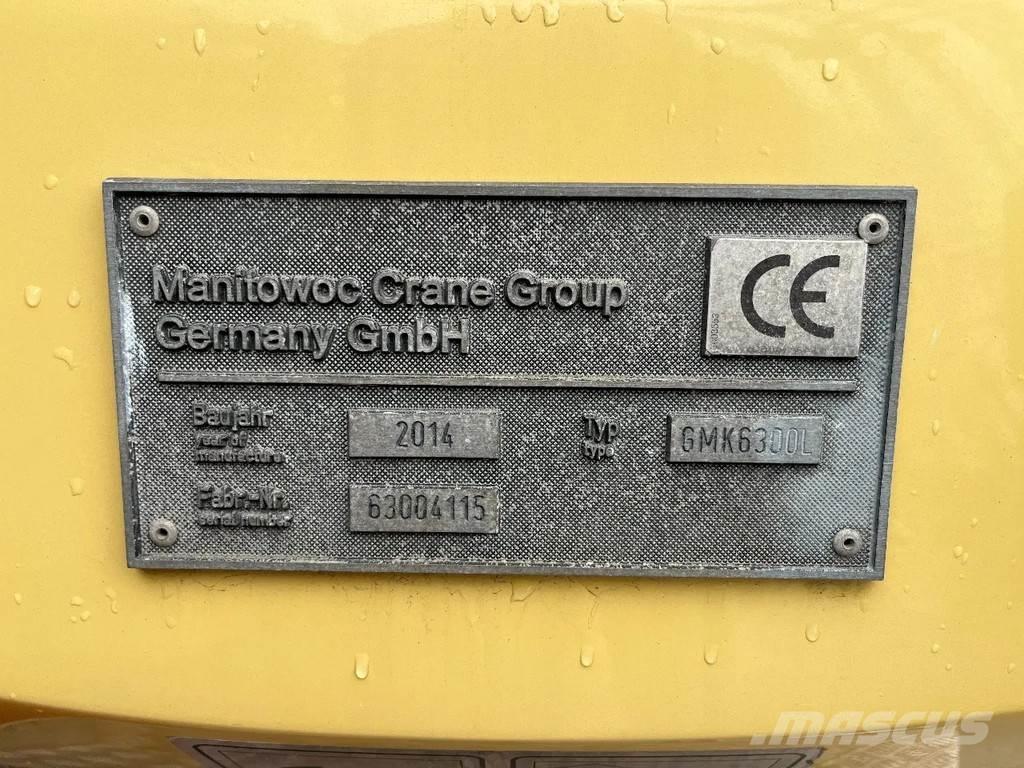 Manitowoc Crane Group
Germany GmbH
CE
Baujahr
year of
manufacture
2014
Typ
type
GMK6300L
Fabr.-Nr.
serial number
63004115
MASCUS